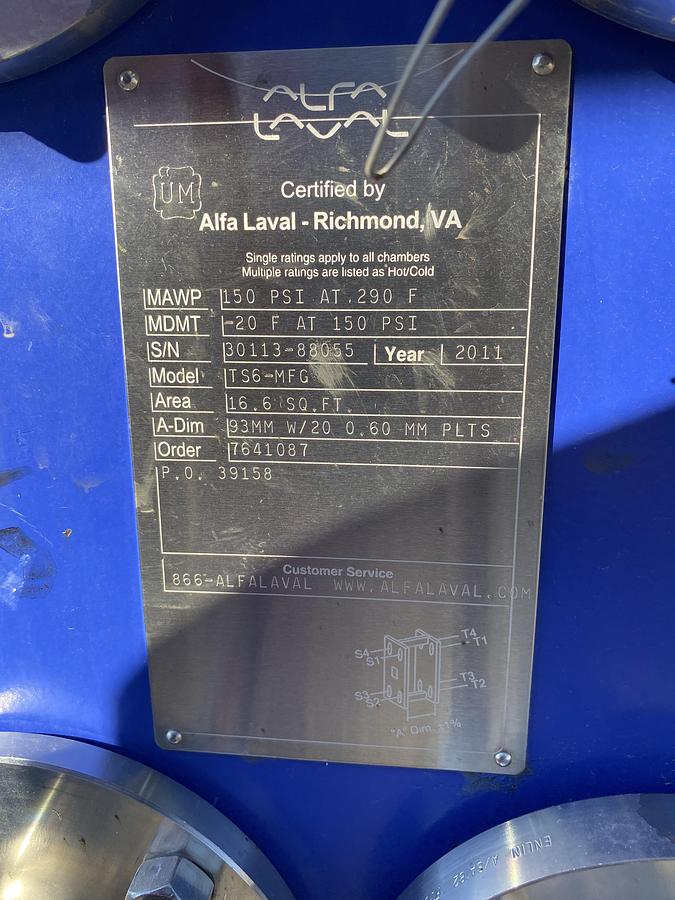 ALFA
LAVAL
UM
Certified by
Alfa Laval - Richmond, VA
Single ratings apply to all chambers
Multiple ratings are listed as Hot/Cold
MAWP 150 PSI AT 290 F
MDMT -20 F AT 150 PSI
S/N 30113-88055 Year 2011
Model TS6-MFG
Area 16.6 SQ.FT.
A-Dim 93MM W/20 0.60 MM PLTS
Order 7641087
P.O. 39158
Customer Service
866-ALFALAVAL WWW.ALFALAVAL.COM
S4 T4
S1 T1
S3 T3
S2 T2
"A" Dim. ±1%
ENLIN A/SA-82